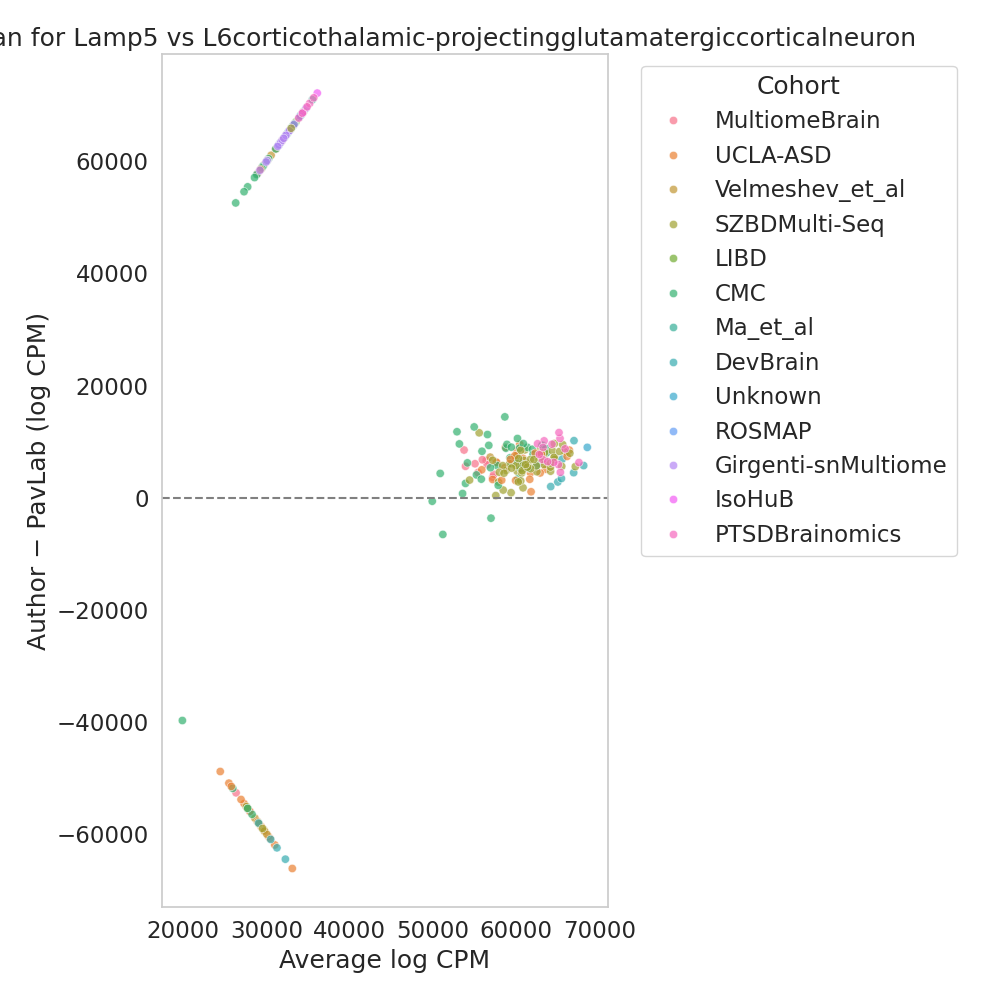 an for Lamp5 vs L6corticothalamic-projectingglutamatergiccorticalneuron
Author − PavLab (log CPM)
60000
40000
20000
0
−20000
−40000
−60000
20000 30000 40000 50000 60000 70000
Average log CPM
Cohort
MultiomeBrain
UCLA-ASD
Velmeshev_et_al
SZBDMulti-Seq
LIBD
CMC
Ma_et_al
DevBrain
Unknown
ROSMAP
Girgenti-snMultiome
IsoHuB
PTSDBrainomics